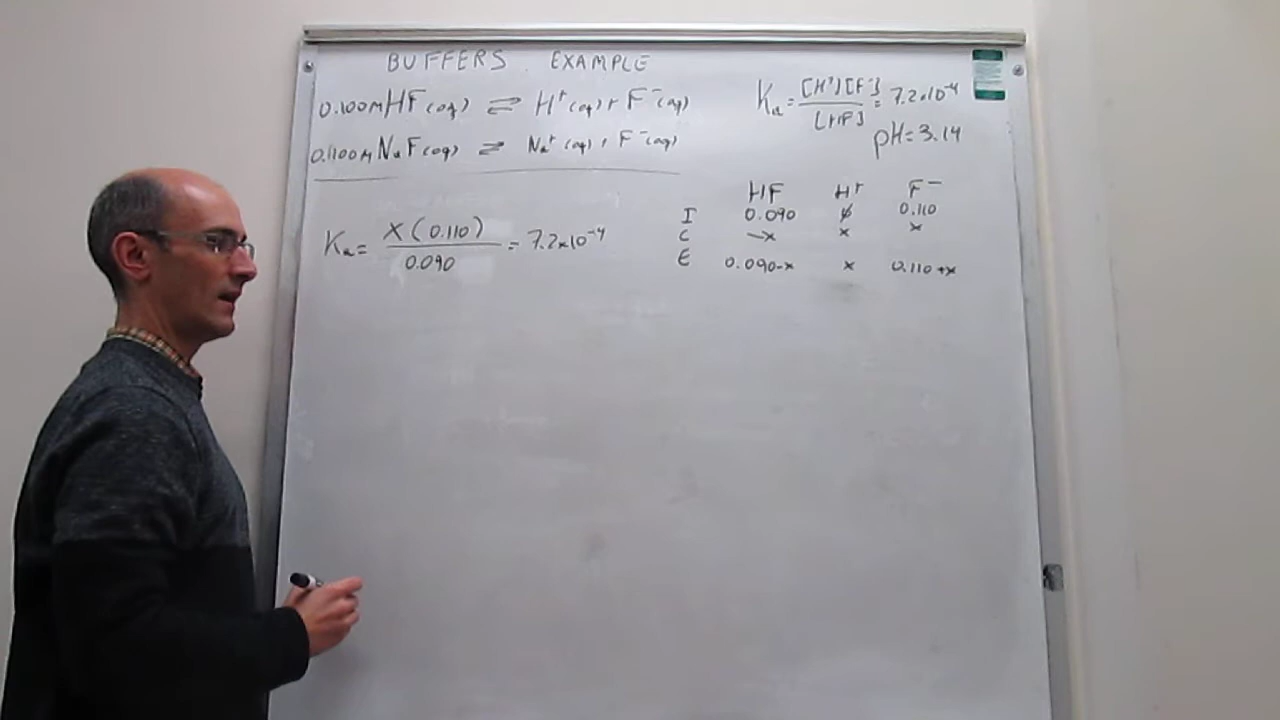 BUFFERS EXAMPLE
0.100M HF(aq) ⇌ H⁺(aq) + F⁻(aq)
0.100M NaF(aq) ⇌ Na⁺(aq) + F⁻(aq)
Ka = [H⁺][F⁻] / [HF] = 7.2x10⁻⁴
pH = 3.14
HF H⁺ F⁻
I 0.090 0 0.110
C -x x x
E 0.090-x x 0.110+x
Ka = X(0.110) / 0.090 = 7.2x10⁻⁴